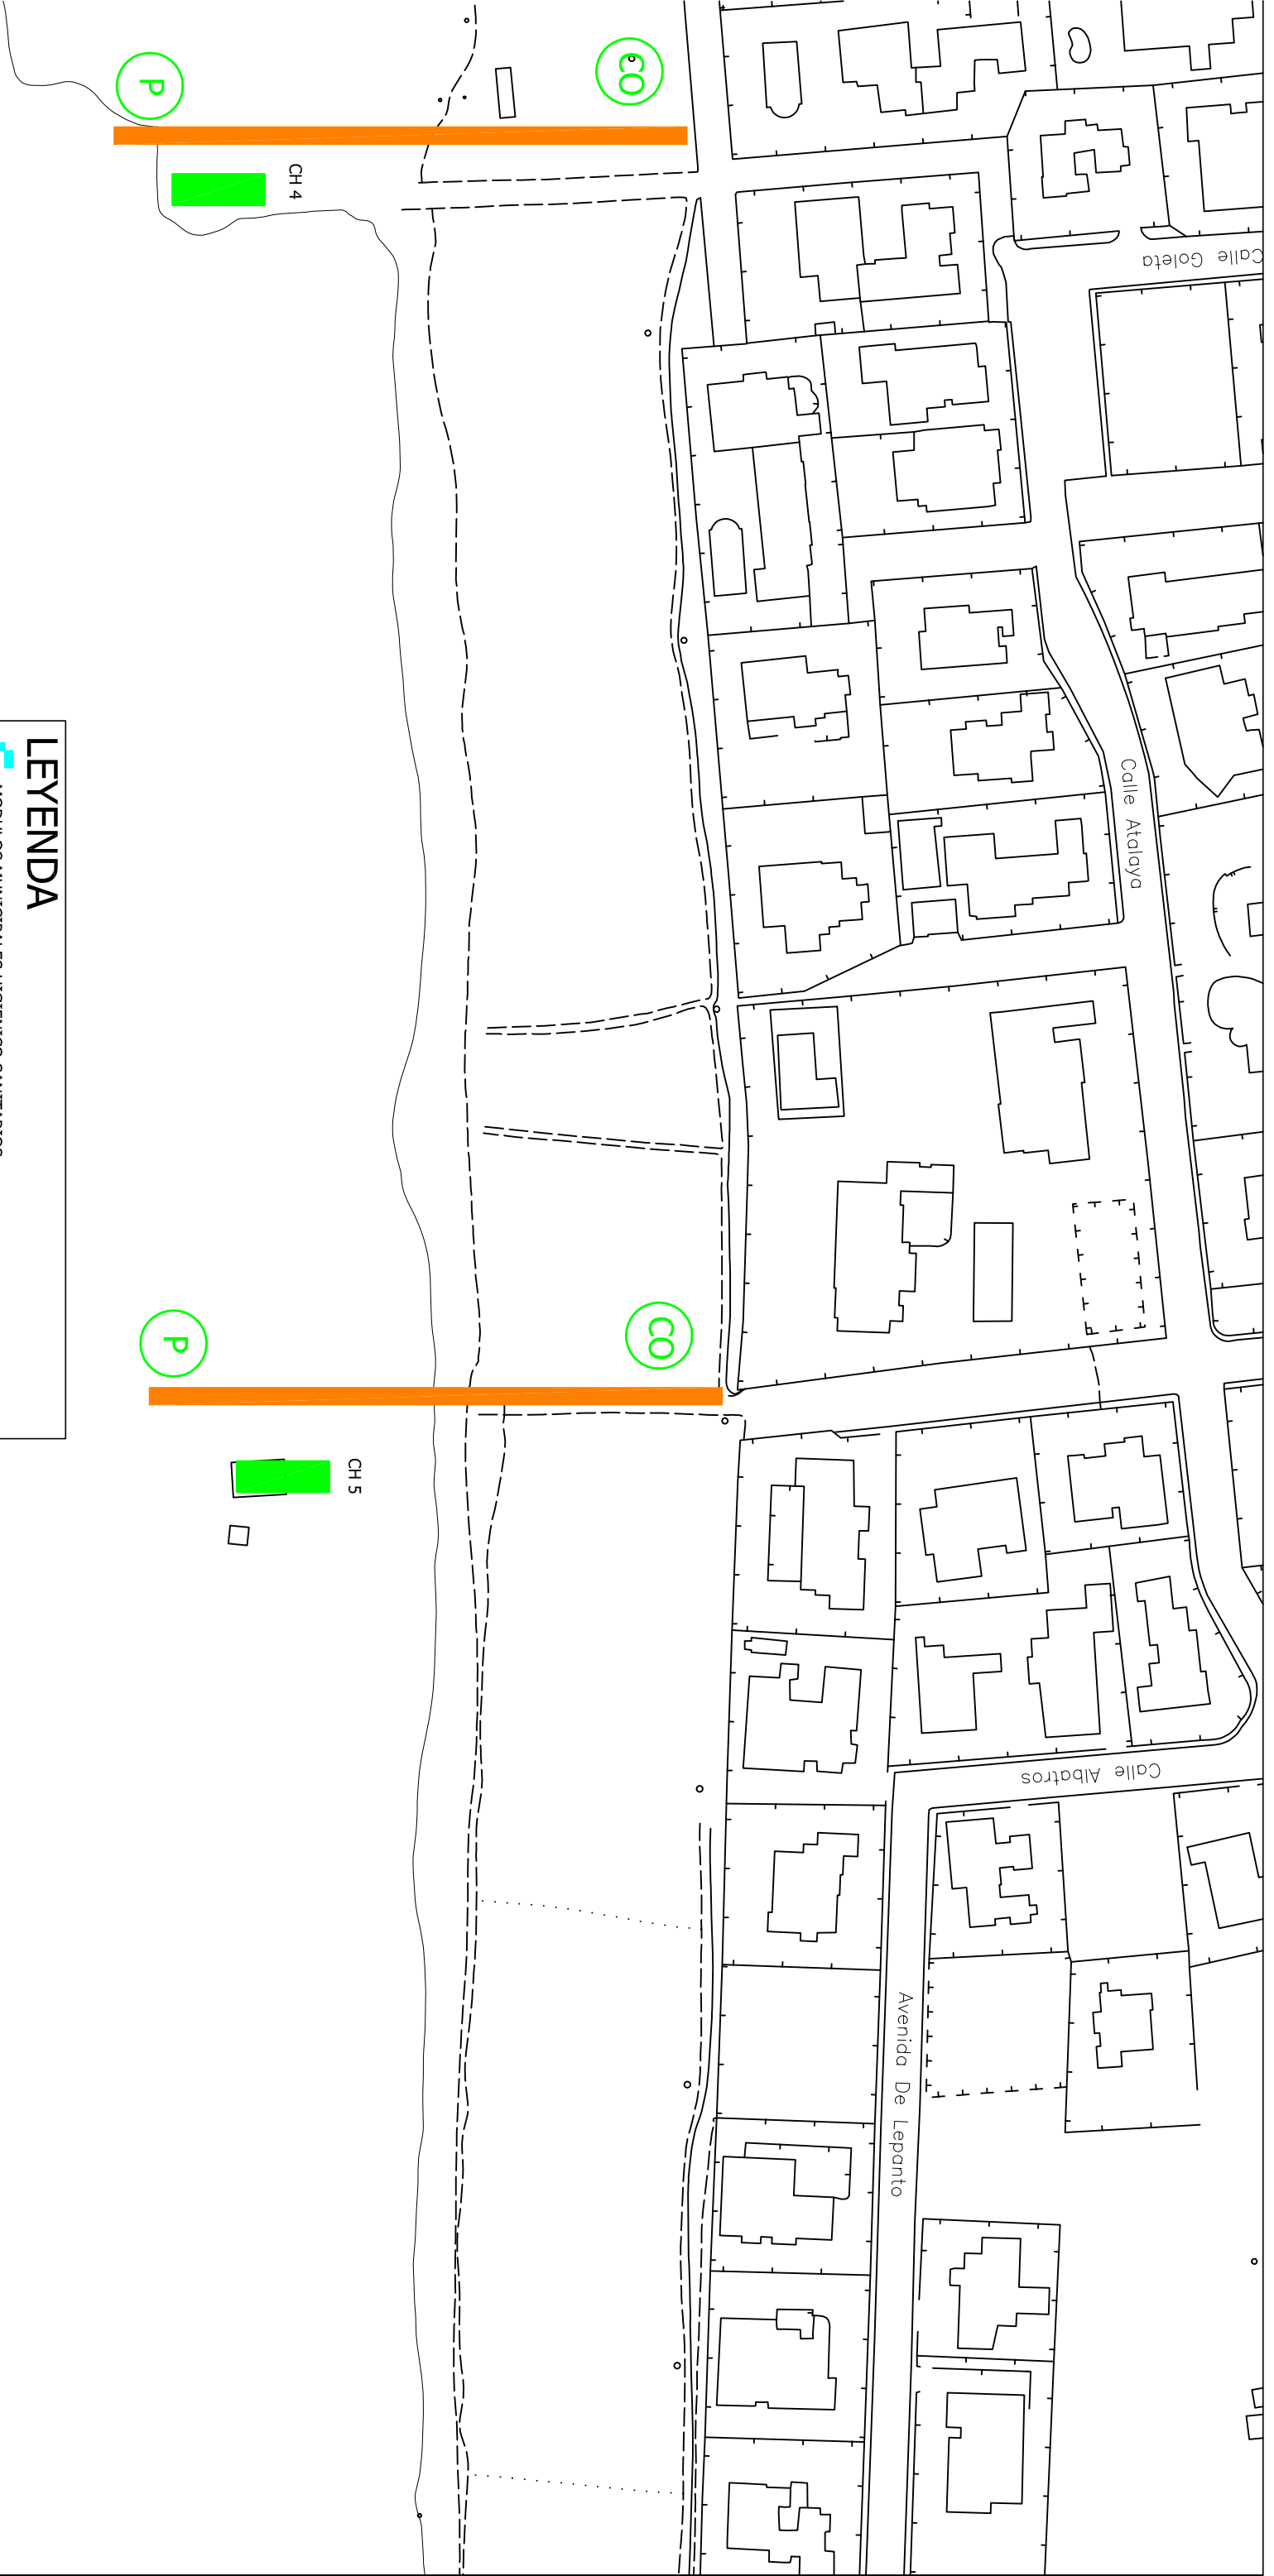 CO
P
CH 4
Calle Goleta
Calle Atalaya
LEYENDA
CO
P
CH 5
Calle Albatros
Avenida De Lepanto